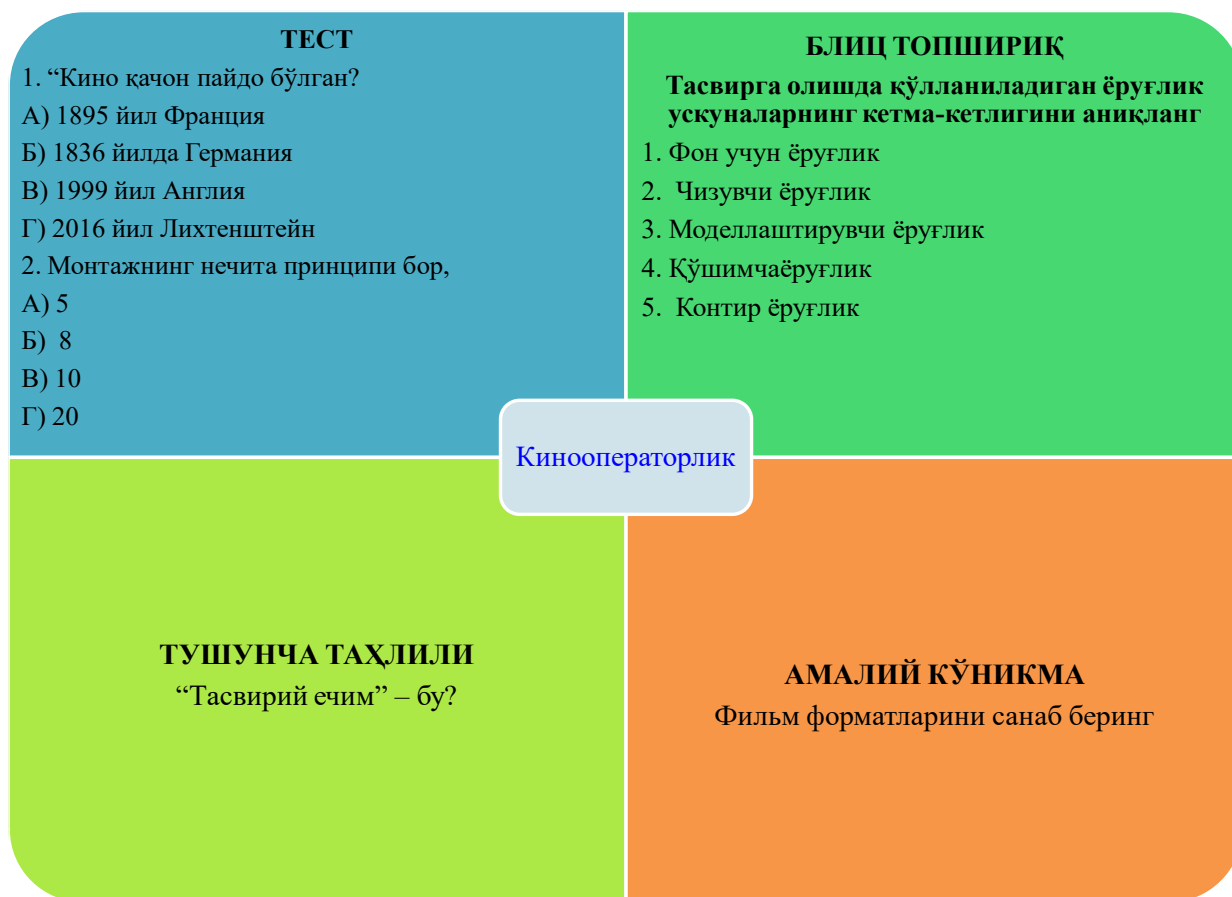 ТЕСТ
1. “Кино қачон пайдо бўлган?
А) 1895 йил Франция
Б) 1836 йилда Германия
В) 1999 йил Англия
Г) 2016 йил Лихтенштейн
2. Монтажнинг нечита принципи бор,
А) 5
Б) 8
В) 10
Г) 20
БЛИЦ ТОПШИРИҚ
Тасвирга олишда қўлланиладиган ёруғлик
ускуналарнинг кетма-кетлигини аниқланг
1. Фон учун ёруғлик
2. Чизувчи ёруғлик
3. Моделлаштирувчи ёруғлик
4. Қўшимчаёруғлик
5. Контир ёруғлик
Кинооператорлик
ТУШУНЧА ТАҲЛИЛИ
“Тасвирий ечим” – бу?
АМАЛИЙ КЎНИКМА
Фильм форматларини санаб беринг